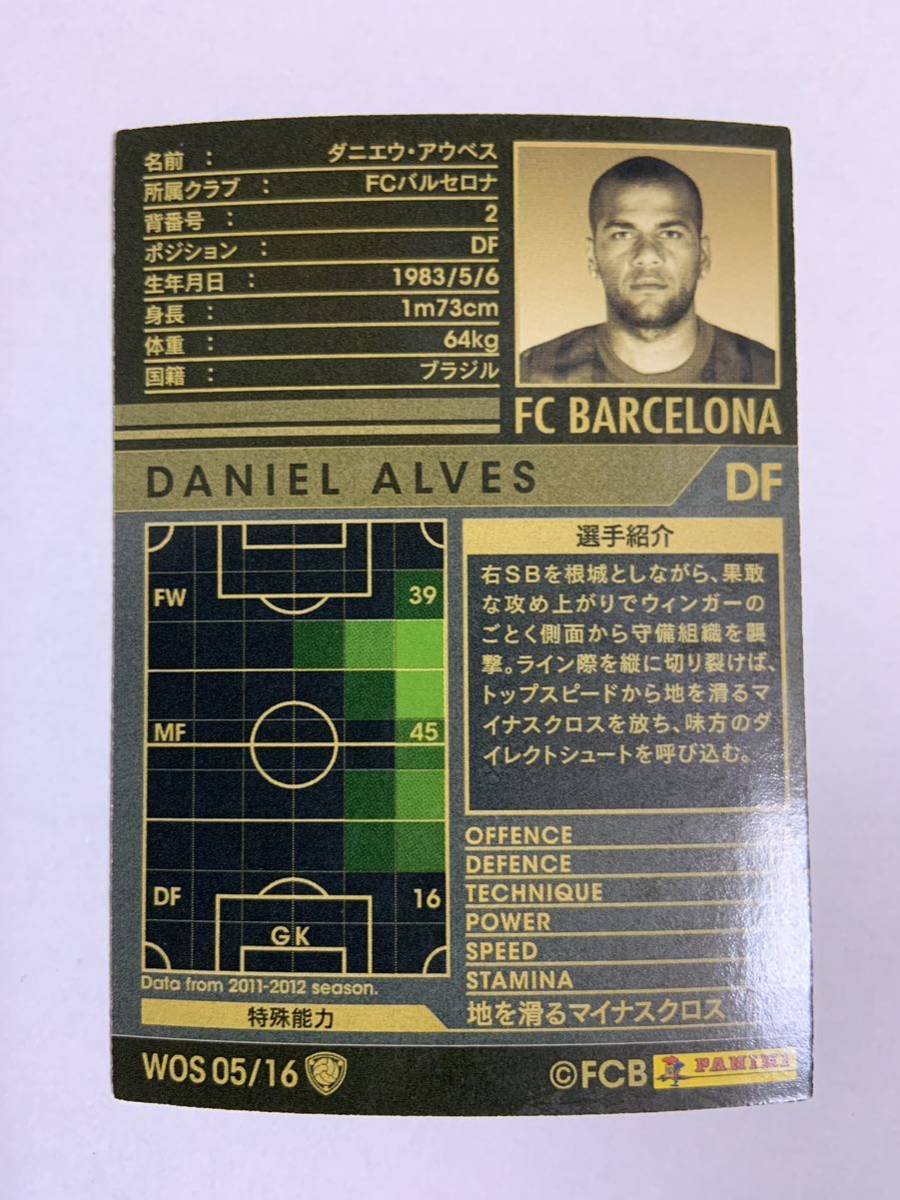 名前 : ダニエウ・アウベス
所属クラブ : FCバルセロナ
背番号 : 2
ポジション : DF
生年月日 : 1983/5/6
身長 : 1m73cm
体重 : 64kg
国籍 : ブラジル
FC BARCELONA
DANIEL ALVES
DF
FW 39
MF 45
DF 16
GK
Data from 2011-2012 season.
選手紹介
右SBを根城としながら、果敢
な攻め上がりでウィンガーの
ごとく側面から守備組織を襲
撃。ライン際を縦に切り裂けば、
トップスピードから地を滑るマ
イナスクロスを放ち、味方のダ
イレクトシュートを呼び込む。
OFFENCE
DEFENCE
TECHNIQUE
POWER
SPEED
STAMINA
特殊能力
地を滑るマイナスクロス
WOS 05/16
©FCB PANINI